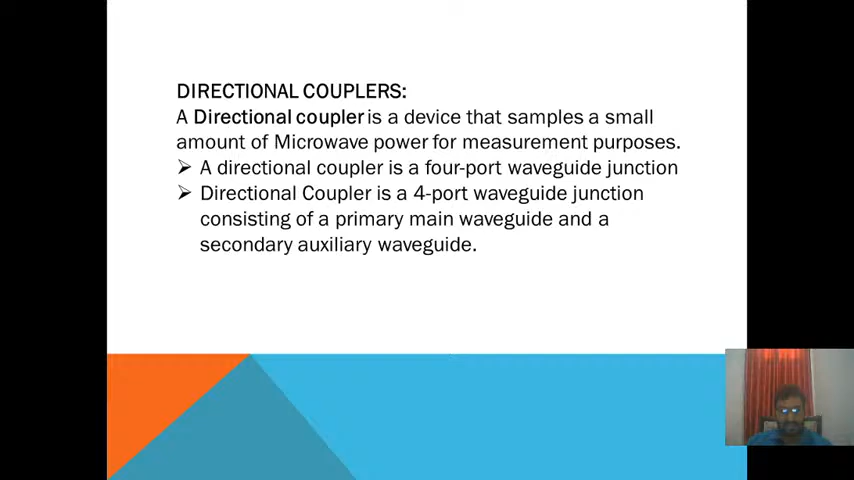 DIRECTIONAL COUPLERS:
A Directional coupler is a device that samples a small
amount of Microwave power for measurement purposes.
➢ A directional coupler is a four-port waveguide junction
➢ Directional Coupler is a 4-port waveguide junction
consisting of a primary main waveguide and a
secondary auxiliary waveguide.